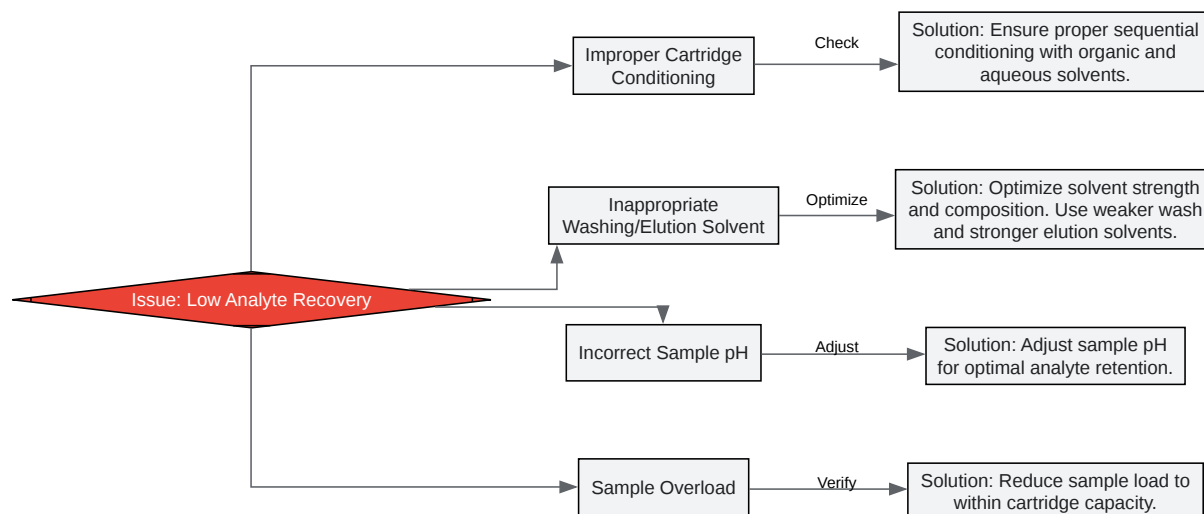 Improper Cartridge
Conditioning
Check
Solution: Ensure proper sequential
conditioning with organic and
aqueous solvents.
Inappropriate
Washing/Elution Solvent
Optimize
Solution: Optimize solvent strength
and composition. Use weaker wash
and stronger elution solvents.
Issue: Low Analyte Recovery
Incorrect Sample pH
Adjust
Solution: Adjust sample pH
for optimal analyte retention.
Sample Overload
Verify
Solution: Reduce sample load to
within cartridge capacity.